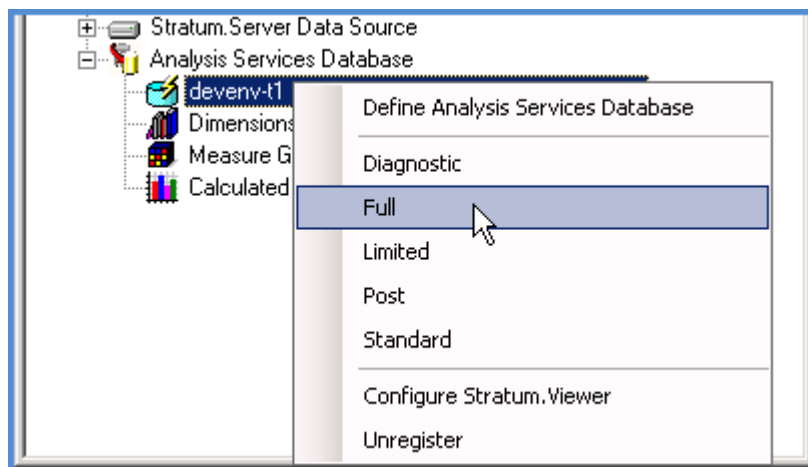 Stratum.Server Data Source
Analysis Services Database
devenv-t1
Dimensions
Measure G
Calculated
Define Analysis Services Database
Diagnostic
Full
Limited
Post
Standard
Configure Stratum.Viewer
Unregister